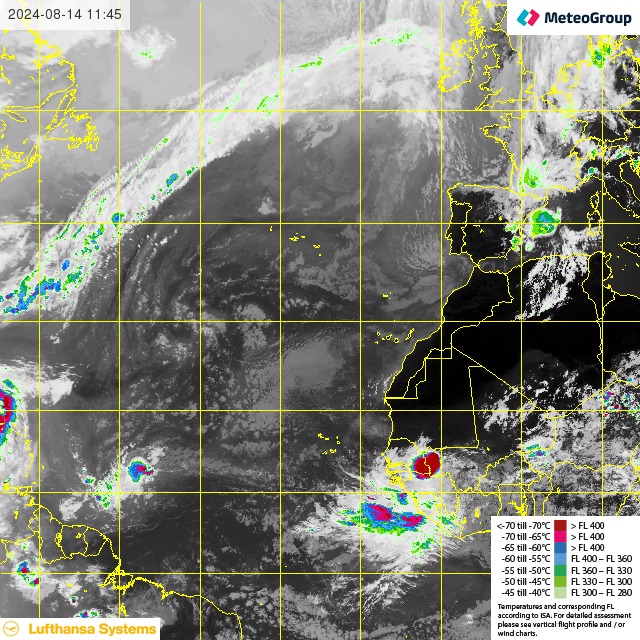 2024-08-14 11:45
MeteoGroup
<-70 till -70°C > FL 400
-70 till -65°C > FL 400
-65 till -60°C > FL 400
-60 till -55°C FL 400 – FL 360
-55 till -50°C FL 360 – FL 330
-50 till -45°C FL 330 – FL 300
-45 till -40°C FL 300 – FL 280
Temperatures and corresponding FL
according to ISA. For detailed assessment
please see vertical flight profile and / or
wind charts.
Lufthansa Systems